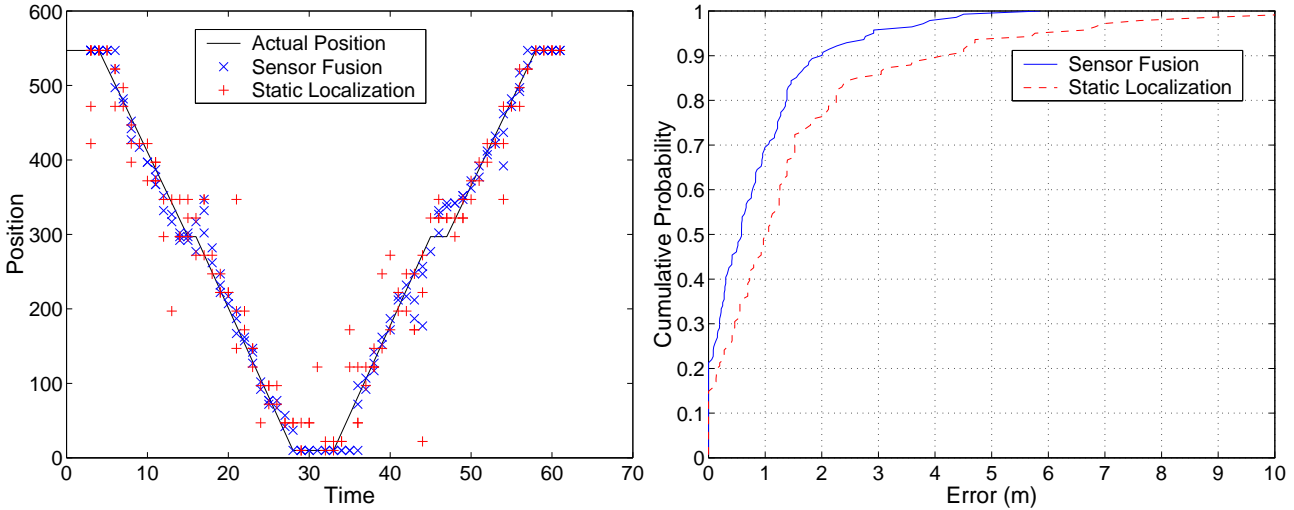 600
500
400
300
200
100
0
Position
0 10 20 30 40 50 60 70
Time
Actual Position
Sensor Fusion
Static Localization
1
0.9
0.8
0.7
0.6
0.5
0.4
0.3
0.2
0.1
0
Cumulative Probability
0 1 2 3 4 5 6 7 8 9 10
Error (m)
Sensor Fusion
Static Localization